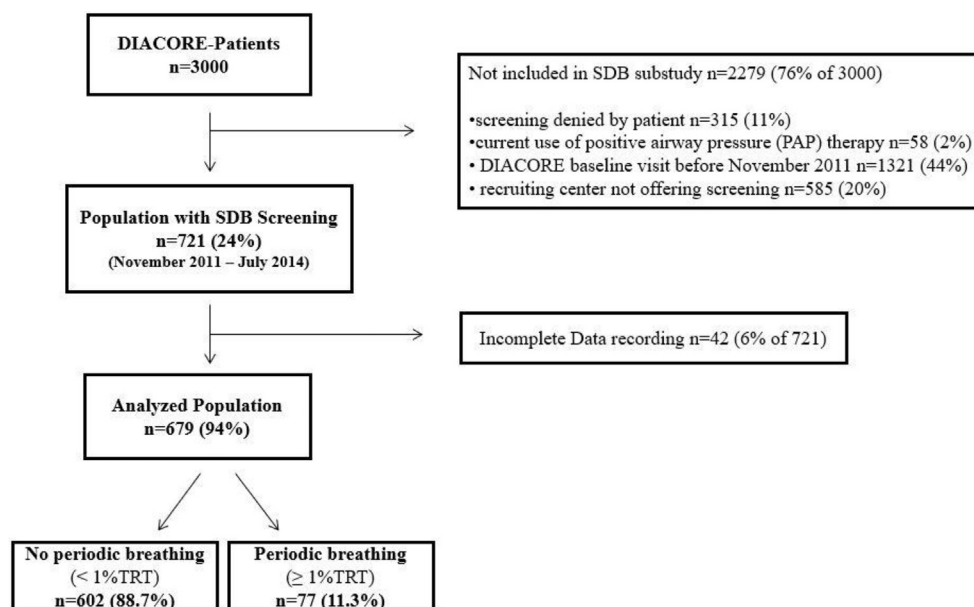 DIACORE-Patients
n=3000
Not included in SDB substudy n=2279 (76% of 3000)
•screening denied by patient n=315 (11%)
•current use of positive airway pressure (PAP) therapy n=58 (2%)
• DIACORE baseline visit before November 2011 n=1321 (44%)
• recruiting center not offering screening n=585 (20%)
Population with SDB Screening
n=721 (24%)
(November 2011 – July 2014)
Incomplete Data recording n=42 (6% of 721)
Analyzed Population
n=679 (94%)
No periodic breathing
(< 1%TRT)
n=602 (88.7%)
Periodic breathing
(≥ 1%TRT)
n=77 (11.3%)